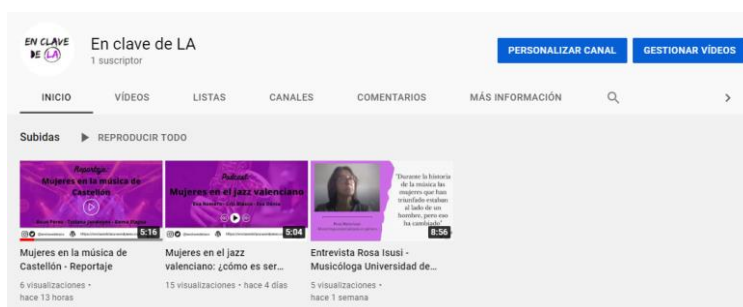 EN CLAVE
DE LA
En clave de LA
1 suscriptor
PERSONALIZAR CANAL
GESTIONAR VÍDEOS
INICIO
VÍDEOS
LISTAS
CANALES
COMENTARIOS
MÁS INFORMACIÓN
Subidas
REPRODUCIR TODO
Reportaje:
Mujeres en la música de
Castellón
5:16
Podcast:
Mujeres en el jazz valenciano
5:04
"Durante la historia
de la música las
mujeres que han
triunfado estaban
al lado de un
hombre, pero eso
ha cambiado"
8:56
Mujeres en la música de
Castellón - Reportaje
6 visualizaciones •
hace 13 horas
Mujeres en el jazz
valenciano: ¿cómo es ser...
15 visualizaciones • hace 4 días
Entrevista Rosa Isusi -
Musicóloga Universidad de...
5 visualizaciones •
hace 1 semana